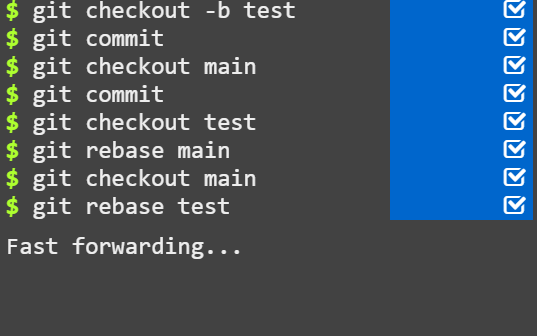 $ git checkout -b test
$ git commit
$ git checkout main
$ git commit
$ git checkout test
$ git rebase main
$ git checkout main
$ git rebase test
Fast forwarding...